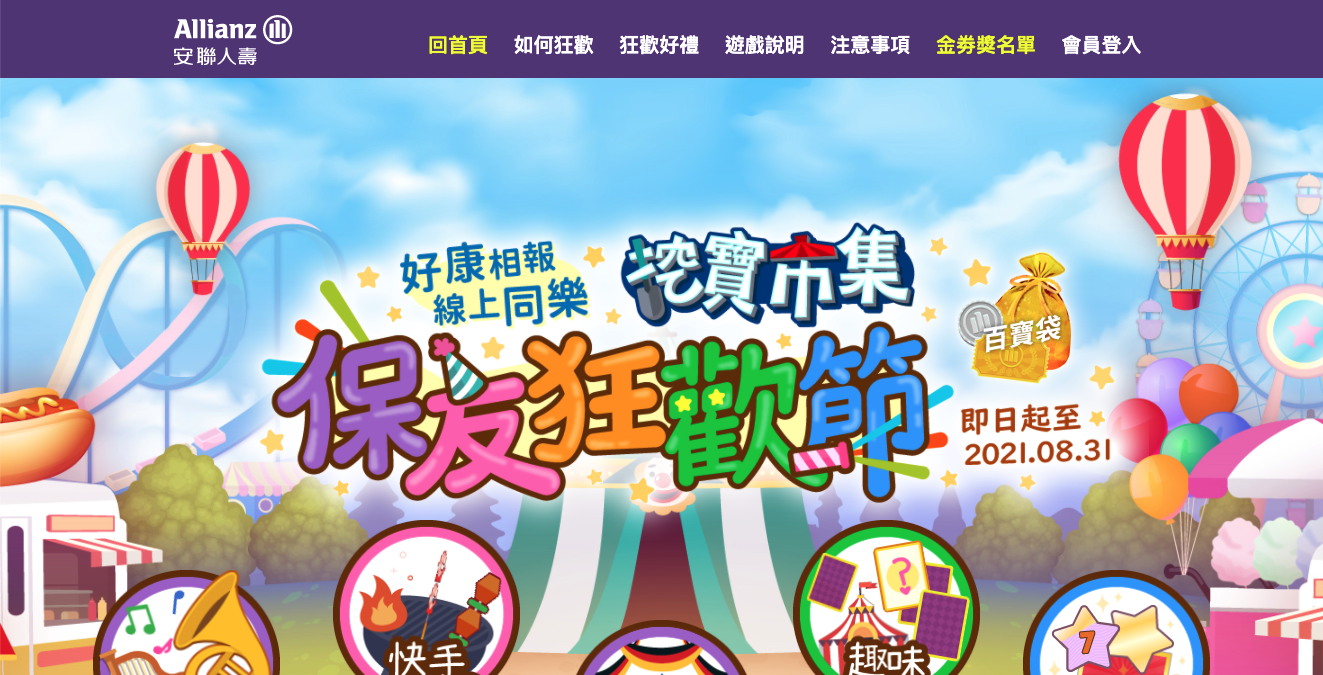 Allianz
安聯人壽
回首頁 如何狂歡 狂歡好禮 遊戲說明 注意事項 金券獎名單 會員登入
好康相報
線上同樂
挖寶市集
保友狂歡節
百寶袋
即日起至
2021.08.31
快手
趣味
?
7